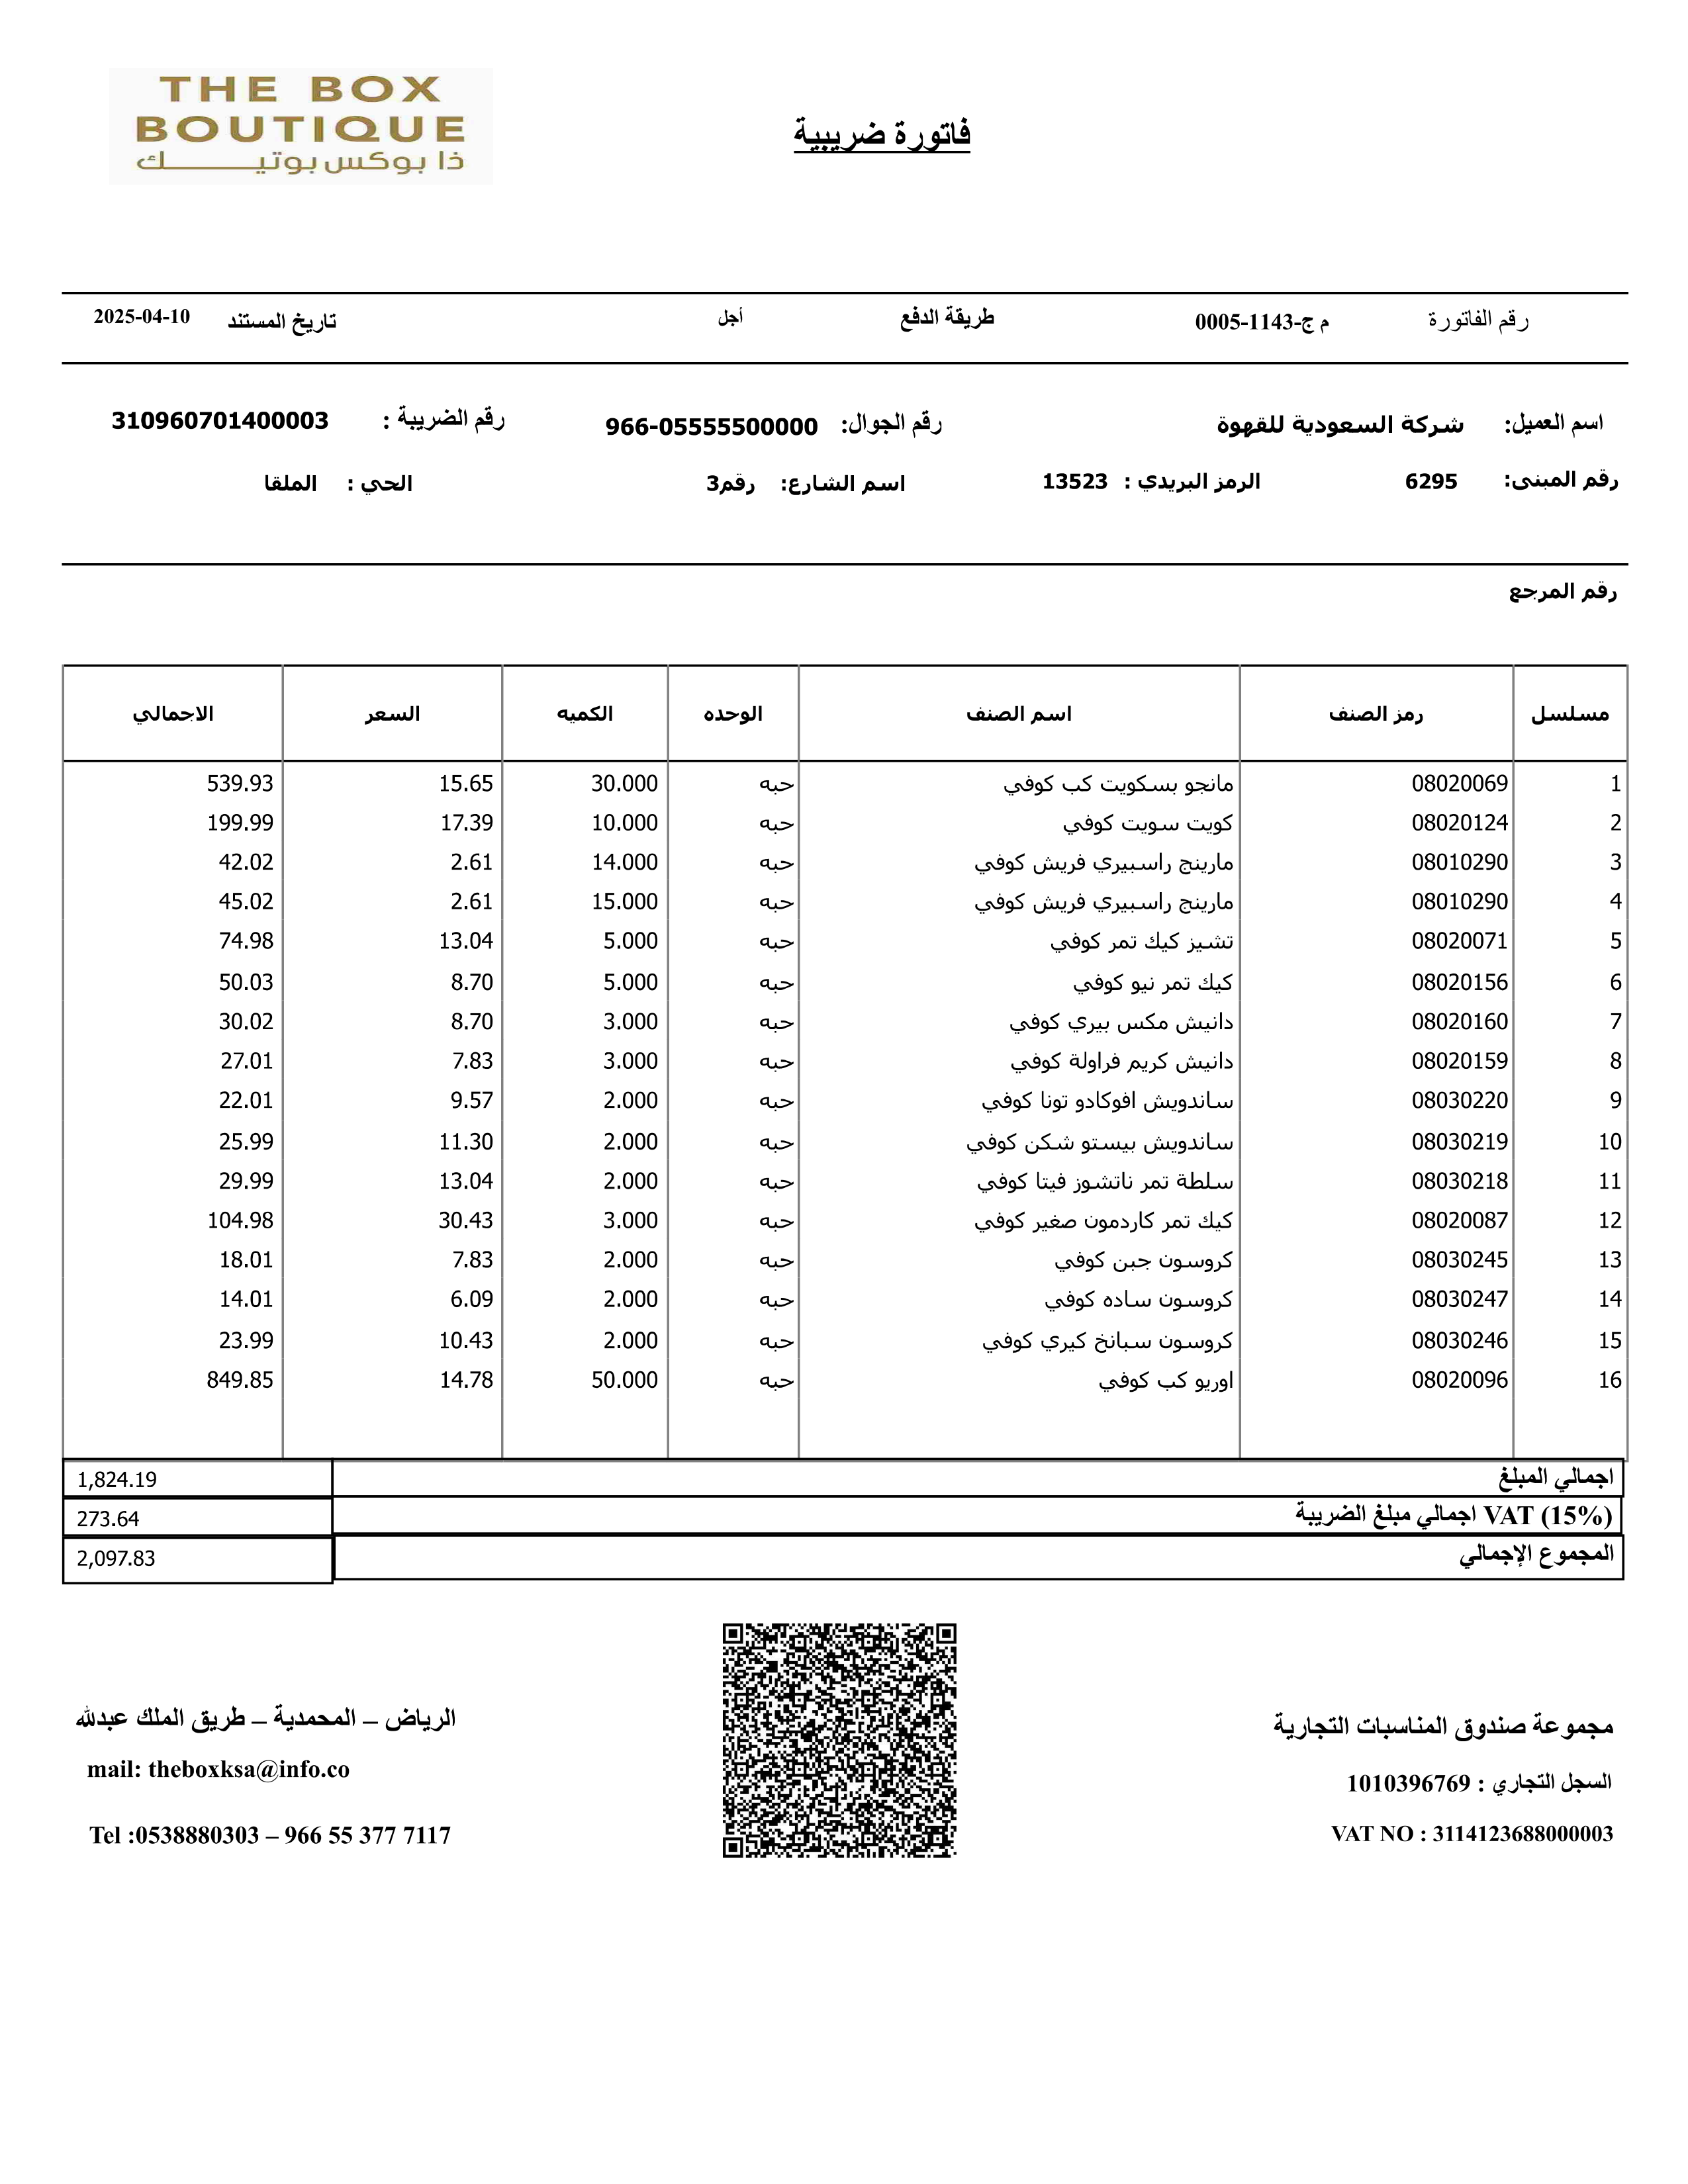 THE BOX
BOUTIQUE
ذا بوكس بوتيـــــــك
فاتورة ضريبية
رقم الفاتورة م ج-1143-0005 طريقة الدفع أجل تاريخ المستند 2025-04-10
اسم العميل: شركة السعودية للقهوة رقم الجوال: 966-05555500000 رقم الضريبة : 310960701400003
رقم المبنى: 6295 الرمز البريدي : 13523 اسم الشارع: رقم3 الحي : الملقا
رقم المرجع
مسلسل رمز الصنف اسم الصنف الوحده الكميه السعر الاجمالي
1 08020069 مانجو بسكويت كب كوفي حبه 30.000 15.65 539.93
2 08020124 كويت سويت كوفي حبه 10.000 17.39 199.99
3 08010290 مارينج راسبيري فريش كوفي حبه 14.000 2.61 42.02
4 08010290 مارينج راسبيري فريش كوفي حبه 15.000 2.61 45.02
5 08020071 تشيز كيك تمر كوفي حبه 5.000 13.04 74.98
6 08020156 كيك تمر نيو كوفي حبه 5.000 8.70 50.03
7 08020160 دانيش مكس بيري كوفي حبه 3.000 8.70 30.02
8 08020159 دانيش كريم فراولة كوفي حبه 3.000 7.83 27.01
9 08030220 ساندويش افوكادو تونا كوفي حبه 2.000 9.57 22.01
10 08030219 ساندويش بيستو شكن كوفي حبه 2.000 11.30 25.99
11 08030218 سلطة تمر ناتشوز فيتا كوفي حبه 2.000 13.04 29.99
12 08020087 كيك تمر كاردمون صغير كوفي حبه 3.000 30.43 104.98
13 08030245 كروسون جبن كوفي حبه 2.000 7.83 18.01
14 08030247 كروسون ساده كوفي حبه 2.000 6.09 14.01
15 08030246 كروسون سبانخ كيري كوفي حبه 2.000 10.43 23.99
16 08020096 اوريو كب كوفي حبه 50.000 14.78 849.85
اجمالي المبلغ 1,824.19
اجمالي مبلغ الضريبة VAT (15%) 273.64
المجموع الإجمالي 2,097.83
مجموعة صندوق المناسبات التجارية
السجل التجاري : 1010396769
VAT NO : 3114123688000003
الرياض – المحمدية – طريق الملك عبدلله
mail: theboxksa@info.co
Tel :0538880303 – 966 55 377 7117